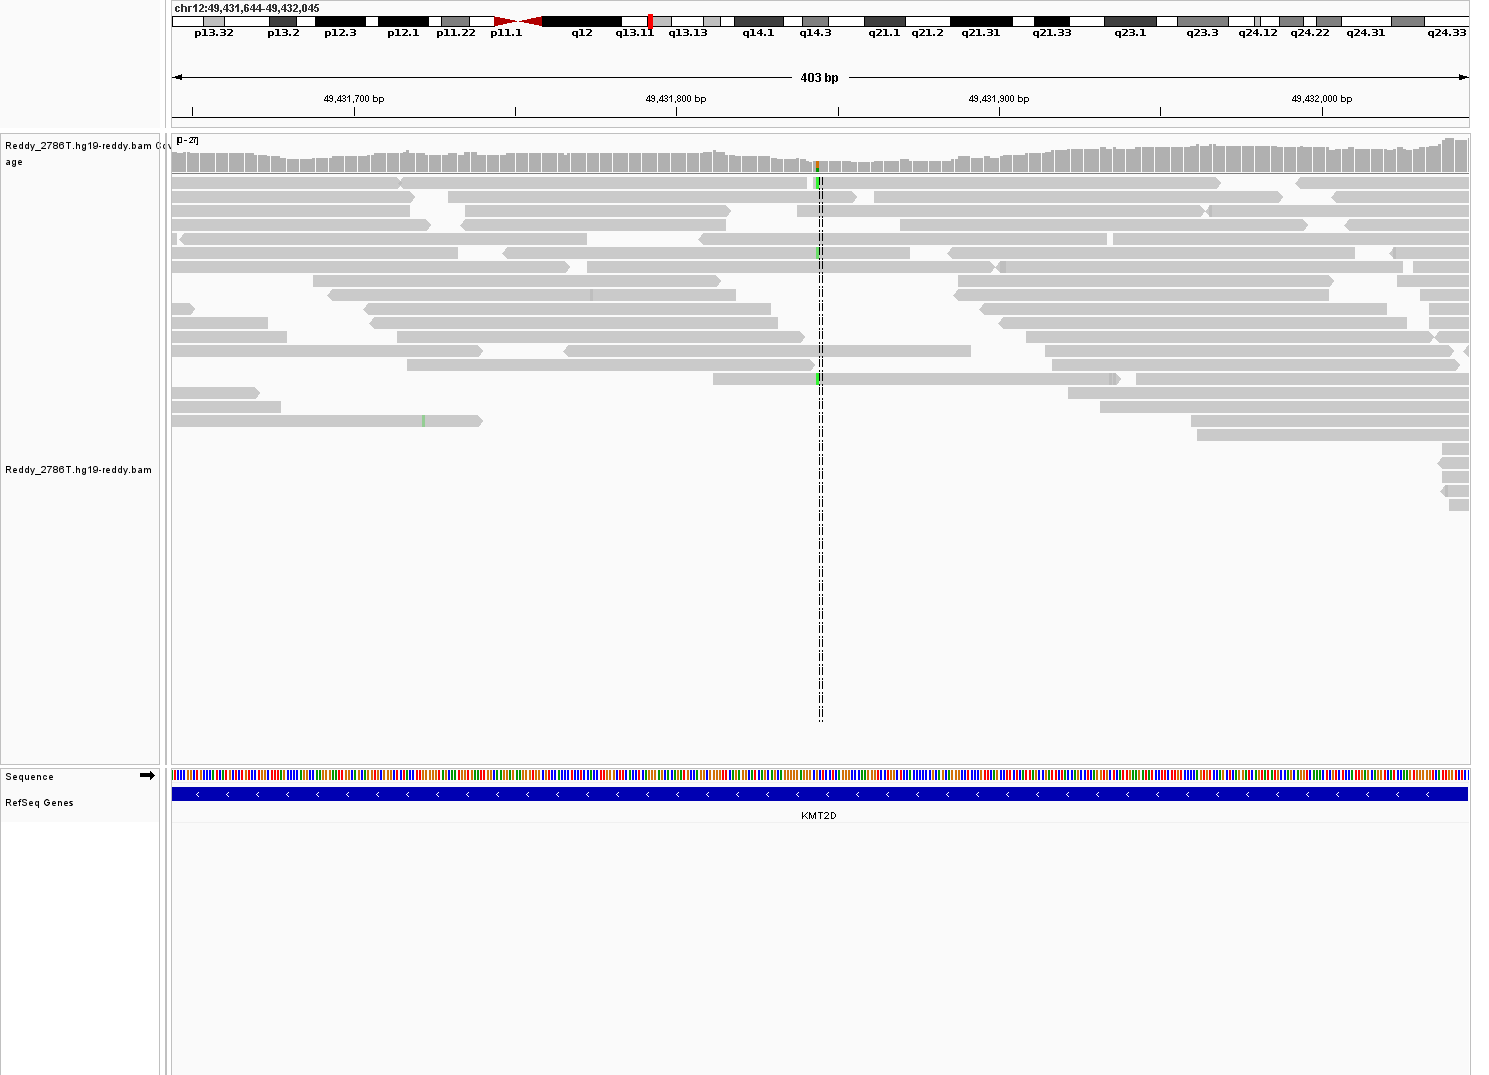 chr12:49,431,644-49,432,045
p13.32 p13.2 p12.3 p12.1 p11.22 p11.1 q12 q13.11 q13.13 q14.1 q14.3 q21.1 q21.2 q21.31 q21.33 q23.1 q23.3 q24.12 q24.22 q24.31 q24.33
403 bp
49,431,700 bp 49,431,800 bp 49,431,900 bp 49,432,000 bp
[0 - 27]
Reddy_2786T.hg19-reddy.bam Cov
age
Reddy_2786T.hg19-reddy.bam
Sequence
RefSeq Genes
KMT2D